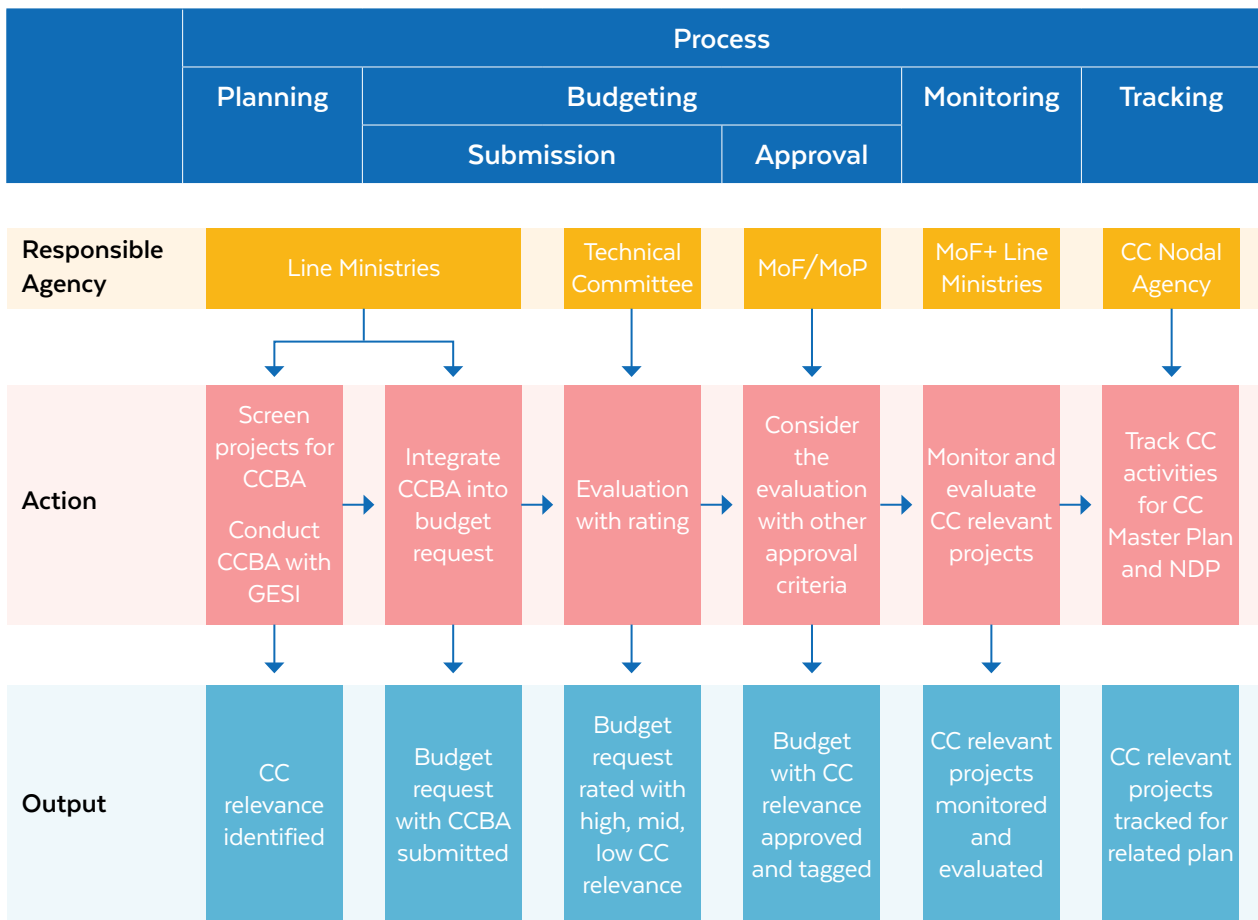 Process
Planning
Budgeting
Monitoring
Tracking
Submission
Approval
Responsible
Agency
Line Ministries
Technical
Committee
MoF/MoP
MoF+ Line
Ministries
CC Nodal
Agency
Action
Screen
projects for
CCBA
Conduct
CCBA with
GESI
Integrate
CCBA into
budget
request
Evaluation
with rating
Consider
the
evaluation
with other
approval
criteria
Monitor and
evaluate
CC relevant
projects
Track CC
activities
for CC
Master Plan
and NDP
Output
CC
relevance
identified
Budget
request
with CCBA
submitted
Budget
request
rated with
high, mid,
low CC
relevance
Budget
with CC
relevance
approved
and tagged
CC relevant
projects
monitored
and
evaluated
CC relevant
projects
tracked for
related plan